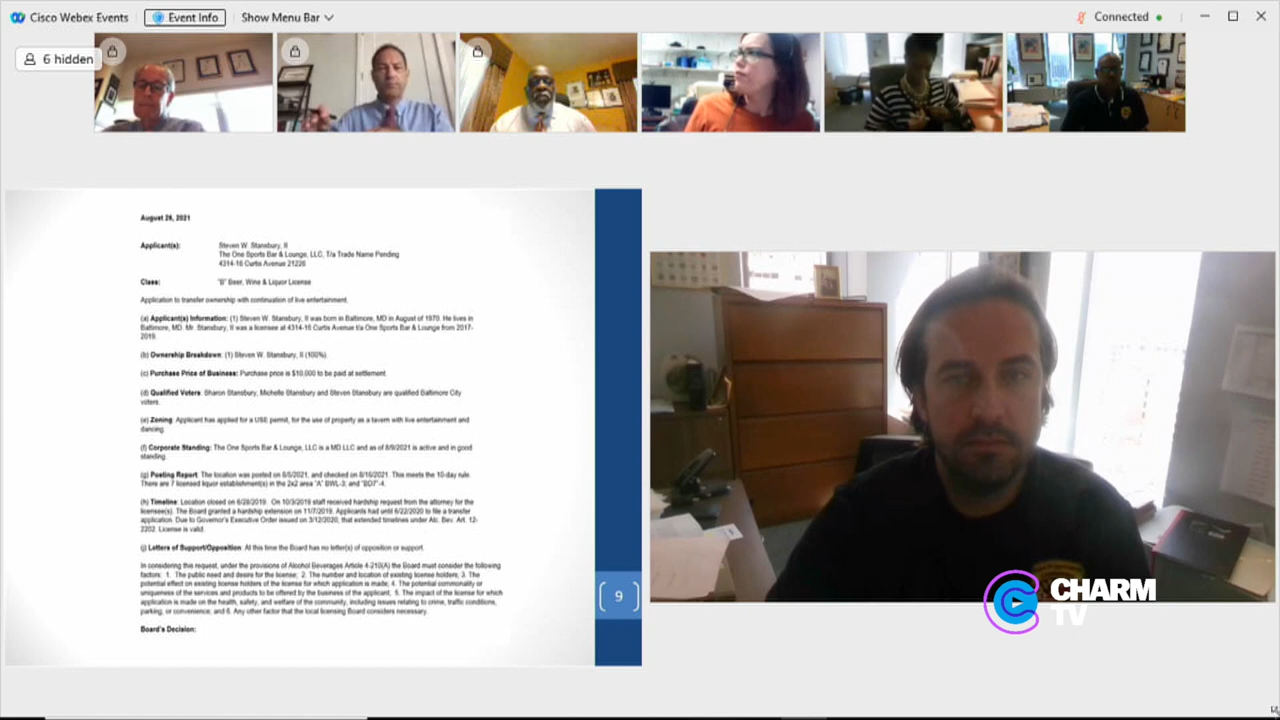 Cisco Webex Events
Event Info
Show Menu Bar
Connected
6 hidden
August 26, 2021
Applicant(s): Steven W. Stansbury, II
The One Sports Bar & Lounge, LLC, T/a Trade Name Pending
4314-16 Curtis Avenue 21226
Class: "B" Beer, Wine & Liquor License
Application to transfer ownership with continuation of live entertainment.
(a) Applicant(s) Information: (1) Steven W. Stansbury, II was born in Baltimore, MD in August of 1970. He lives in
Baltimore, MD. Mr. Stansbury, II was a licensee at 4314-16 Curtis Avenue t/a One Sports Bar & Lounge from 2017-
2019.
(b) Ownership Breakdown: (1) Steven W. Stansbury, II (100%).
(c) Purchase Price of Business: Purchase price is $10,000 to be paid at settlement.
(d) Qualified Voters: Sharon Stansbury, Michelle Stansbury and Steven Stansbury are qualified Baltimore City
voters.
(e) Zoning: Applicant has applied for a USE permit, for the use of property as a tavern with live entertainment and
dancing.
(f) Corporate Standing: The One Sports Bar & Lounge, LLC is a MD LLC and as of 8/9/2021 is active and in good
standing.
(g) Posting Report: The location was posted on 8/5/2021, and checked on 8/16/2021. This meets the 10-day rule.
There are 7 licensed liquor establishment(s) in the 2x2 area "A" BWL-3; and "BD7"-4.
(h) Timeline: Location closed on 6/28/2019. On 10/3/2019 staff received hardship request from the attorney for the
licensee(s). The Board granted a hardship extension on 11/7/2019. Applicants had until 6/22/2020 to file a transfer
application. Due to Governor's Executive Order issued on 3/12/2020, that extended timelines under Alc. Bev. Art. 12-
2202. License is valid.
(j) Letters of Support/Opposition: At this time the Board has no letter(s) of opposition or support.
In considering this request, under the provisions of Alcohol Beverages Article 4-210(A) the Board must consider the following
factors: 1. The public need and desire for the license; 2. The number and location of existing license holders, 3. The
potential effect on existing license holders of the license for which application is made; 4. The potential commonality or
uniqueness of the services and products to be offered by the business of the applicant, 5. The impact of the license for which
application is made on the health, safety, and welfare of the community, including issues relating to crime, traffic conditions,
parking, or convenience; and 6. Any other factor that the local licensing Board considers necessary.
Board's Decision:
9
CHARM
TV